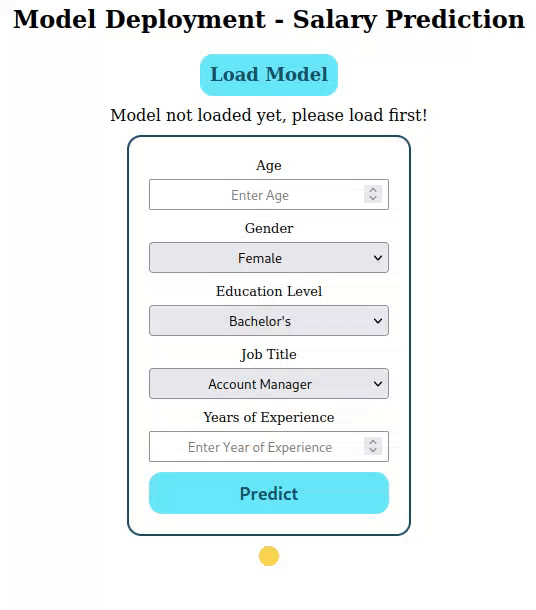 Model Deployment - Salary Prediction
Load Model
Model not loaded yet, please load first!
Age
Enter Age
Gender
Female
Education Level
Bachelor's
Job Title
Account Manager
Years of Experience
Enter Year of Experience
Predict